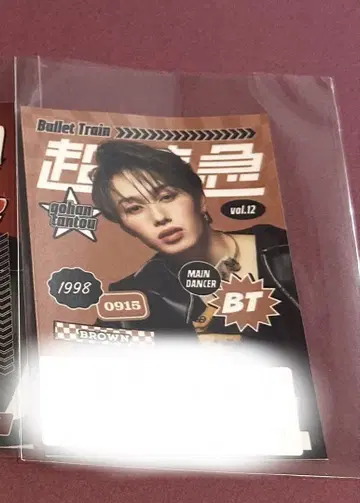 Bullet Train
超 急
gohan
tantou
vol.12
MAIN
DANCER
1998
0915
BT
BROWN